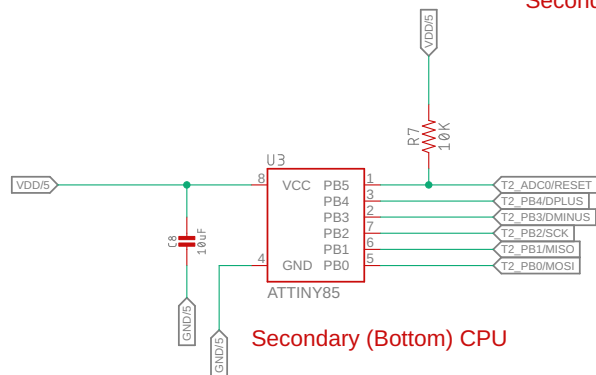 Second
VDD/5
R7
10K
U3
VDD/5
8
VCC
PB5
1
T2_ADC0/RESET
PB4
3
T2_PB4/DPLUS
PB3
2
T2_PB3/DMINUS
C8
10uF
PB2
7
T2_PB2/SCK
PB1
6
T2_PB1/MISO
4
GND
PB0
5
T2_PB0/MOSI
ATTINY85
GND/5
GND/5
Secondary (Bottom) CPU